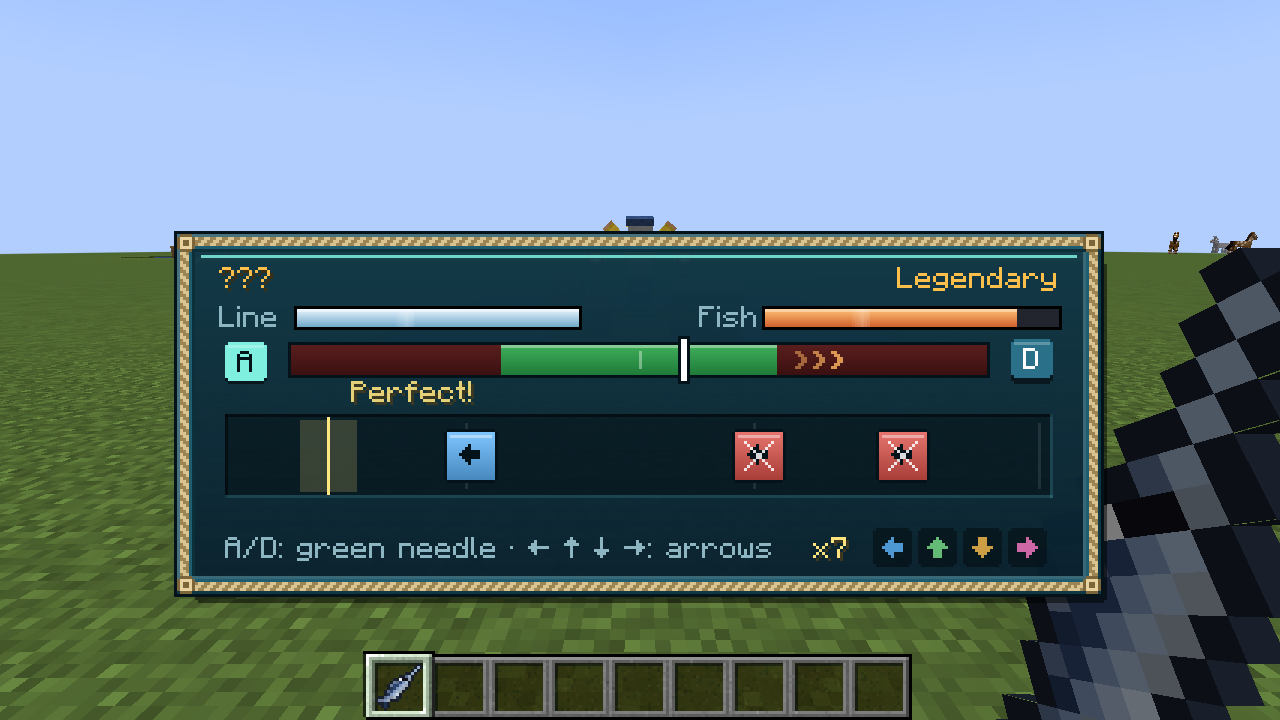 ??? Legendary
Line Fish
A D
Perfect!
A/D: green needle · ← ↑ ↓ →: arrows x7